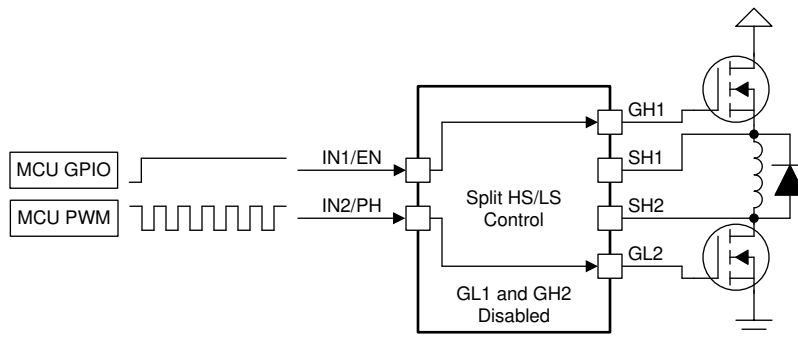 GH1
MCU GPIO
IN1/EN
SH1
MCU PWM
IN2/PH
Split HS/LS
Control
SH2
GL2
GL1 and GH2
Disabled